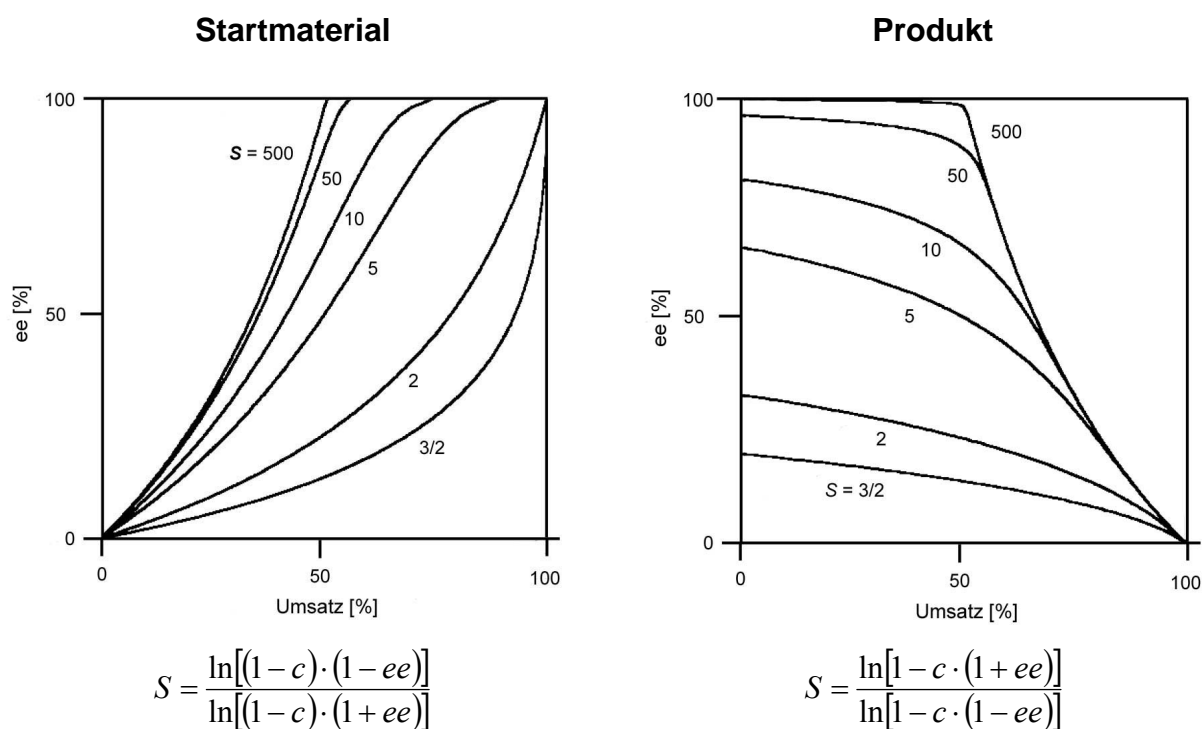 Startmaterial
100
50
0
ee [%]
S = 500
50
10
5
2
3/2
0
50
100
Umsatz [%]
S = ln[(1−c)·(1−ee)] / ln[(1−c)·(1+ee)]
Produkt
100
50
0
ee [%]
500
50
10
5
2
S = 3/2
0
50
100
Umsatz [%]
S = ln[1−c·(1+ee)] / ln[1−c·(1−ee)]